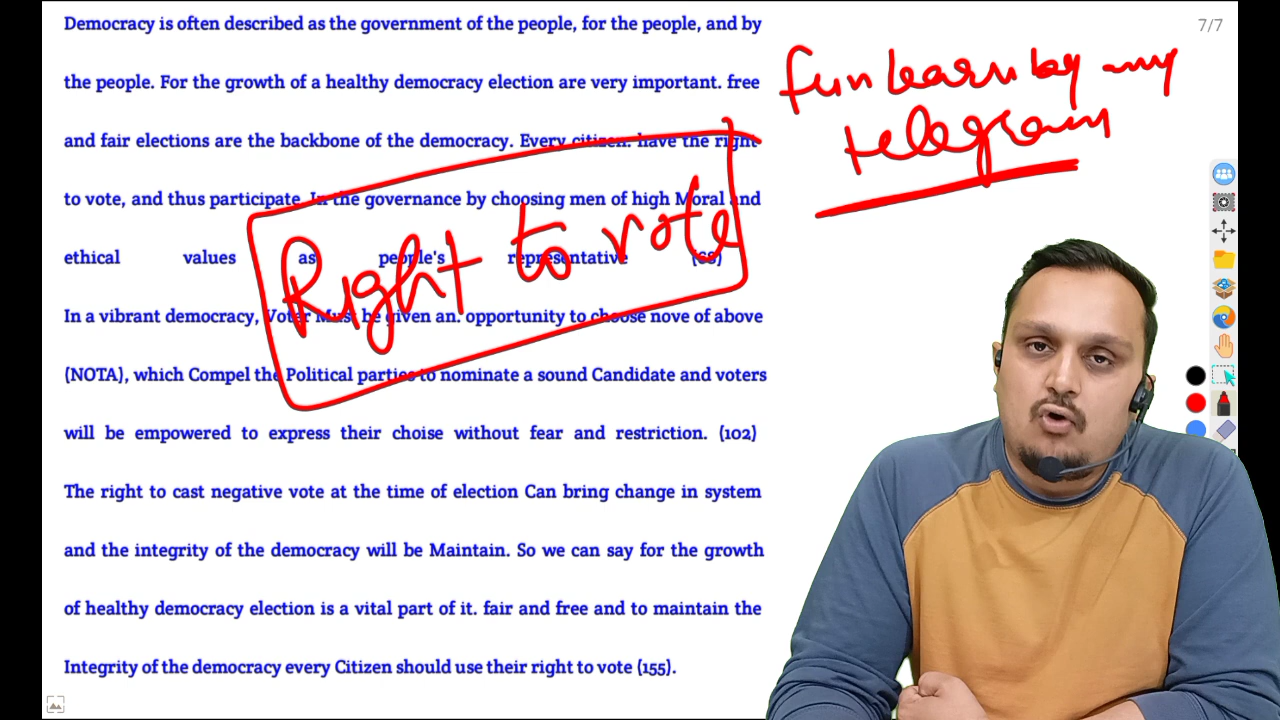 Democracy is often described as the government of the people, for the people, and by
the people. For the growth of a healthy democracy election are very important. free
and fair elections are the backbone of the democracy. Every citizen. have the right
to vote, and thus participate. In the governance by choosing men of high Moral and
ethical values as people's representative (68)
In a vibrant democracy, Voter Must be given an. opportunity to choose nove of above
(NOTA), which Compel the Political parties to nominate a sound Candidate and voters
will be empowered to express their choise without fear and restriction. (102)
The right to cast negative vote at the time of election Can bring change in system
and the integrity of the democracy will be Maintain. So we can say for the growth
of healthy democracy election is a vital part of it. fair and free and to maintain the
Integrity of the democracy every Citizen should use their right to vote (155).
Right to vote
7/7
fun learn by my
telegram